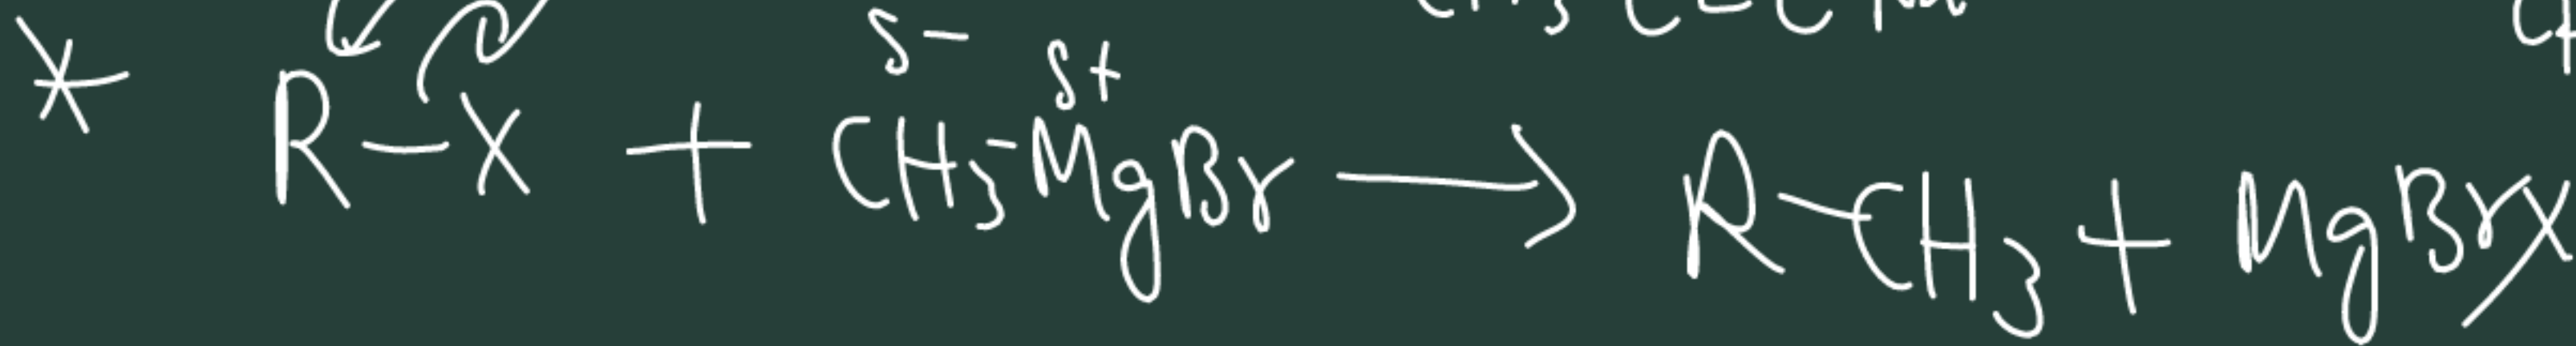 δ- δ+
* R-X + CH3-MgBr → R-CH3 + MgBrX